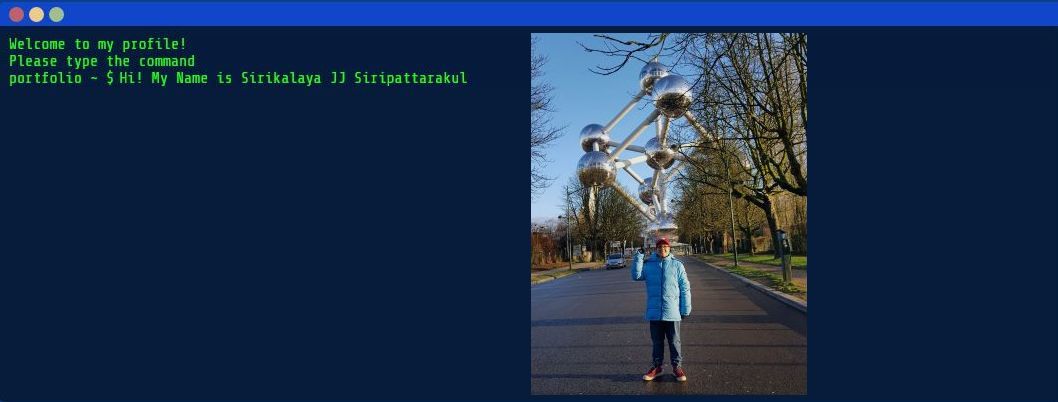 Welcome to my profile!
Please type the command
portfolio ~ $ Hi! My Name is Sirikalaya JJ Siripattarakul